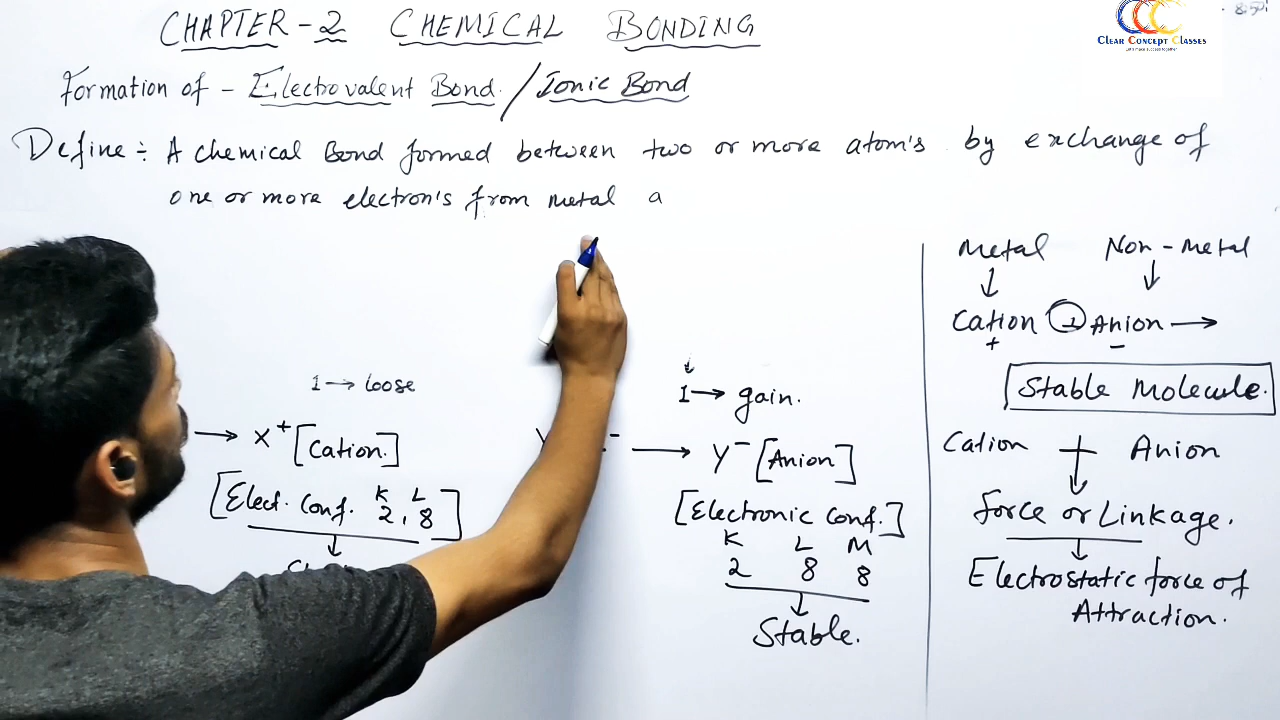 CHAPTER-2 CHEMICAL BONDING
CLEAR CONCEPT CLASSES
Formation of - Electrovalent Bond. / Ionic Bond
Define ÷ A chemical Bond formed between two or more atom's by exchange of
one or more electron's from metal a
1 → loose
→ X+ [Cation.]
[Elect. Conf. K L
2, 8]
1 → gain.
Y
→ Y− [Anion]
[Electronic Conf.]
K L M
2 8 8
Stable.
Metal Non-metal
Cation Anion →
+ −
Stable Molecule.
Cation + Anion
force or Linkage.
Electrostatic force of
Attraction.